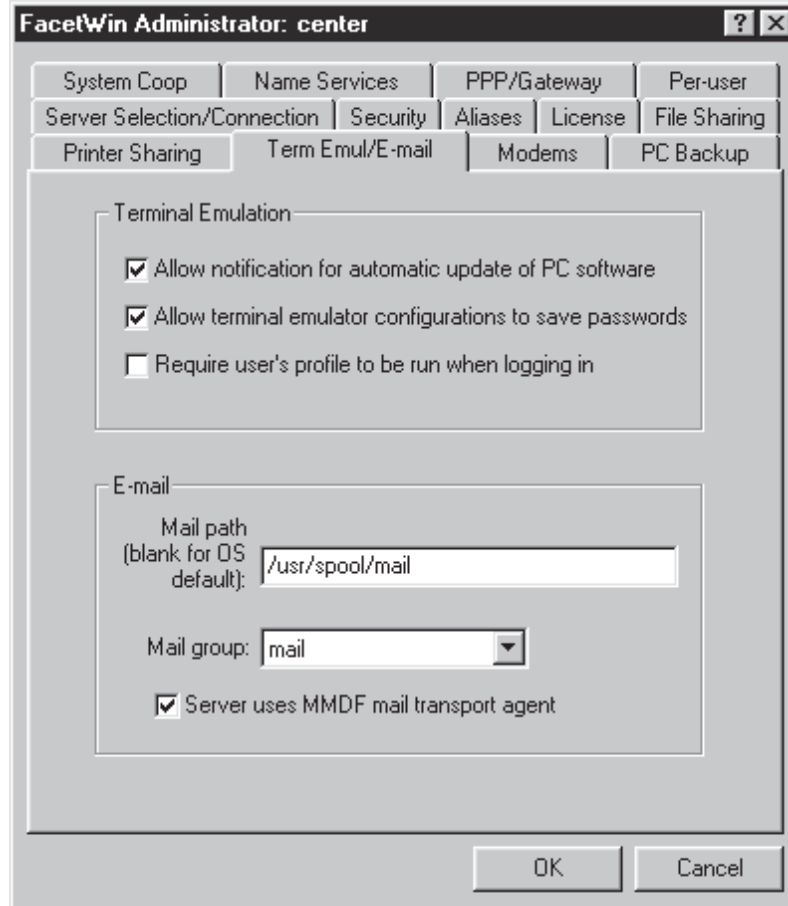 FacetWin Administrator: center
System Coop Name Services PPP/Gateway Per-user
Server Selection/Connection Security Aliases License File Sharing
Printer Sharing Term Emul/E-mail Modems PC Backup
Terminal Emulation
Allow notification for automatic update of PC software
Allow terminal emulator configurations to save passwords
Require user's profile to be run when logging in
E-mail
Mail path
(blank for OS
default):
/usr/spool/mail
Mail group: mail
Server uses MMDF mail transport agent
OK Cancel